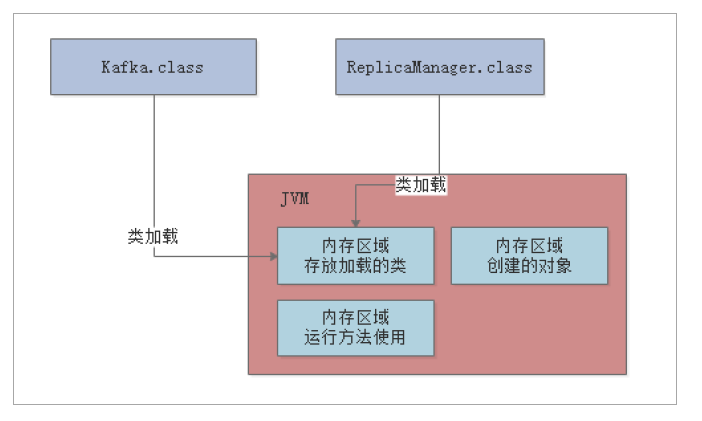 Kafka.class
ReplicaManager.class
类加载
JVM
类加载
内存区域
存放加载的类
内存区域
创建的对象
内存区域
运行方法使用